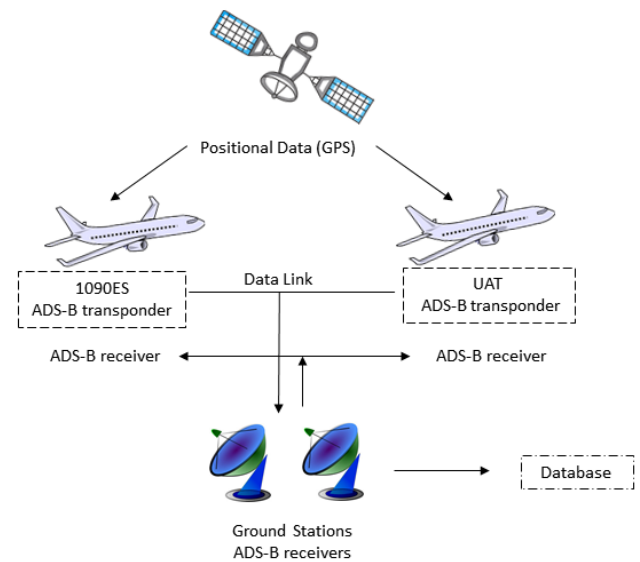 Positional Data (GPS)
1090ES
ADS-B transponder
Data Link
UAT
ADS-B transponder
ADS-B receiver
ADS-B receiver
Database
Ground Stations
ADS-B receivers